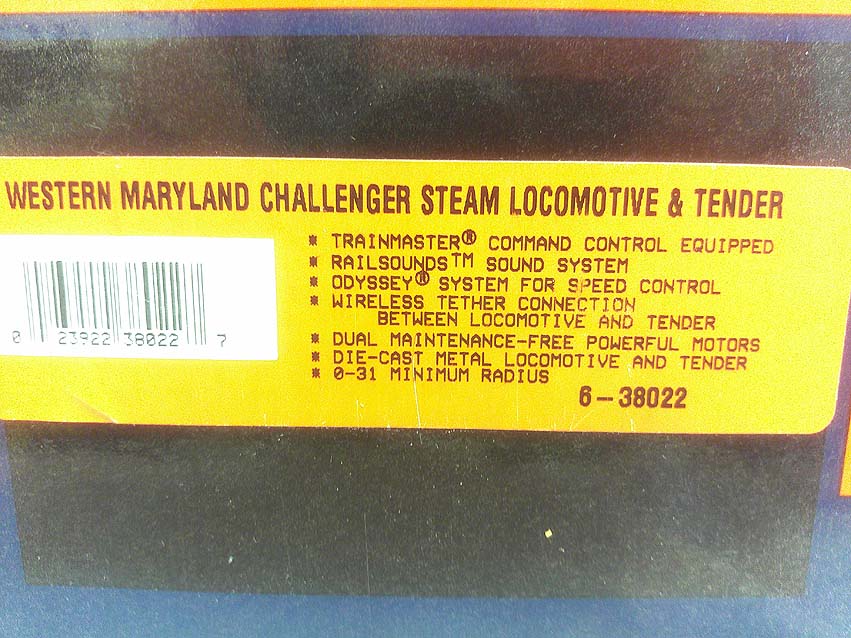 WESTERN MARYLAND CHALLENGER STEAM LOCOMOTIVE & TENDER
* TRAINMASTER® COMMAND CONTROL EQUIPPED
* RAILSOUNDS™ SOUND SYSTEM
* ODYSSEY® SYSTEM FOR SPEED CONTROL
* WIRELESS TETHER CONNECTION
BETWEEN LOCOMOTIVE AND TENDER
* DUAL MAINTENANCE-FREE POWERFUL MOTORS
* DIE-CAST METAL LOCOMOTIVE AND TENDER
* 0-31 MINIMUM RADIUS
6-38022
0 23922 38022 7